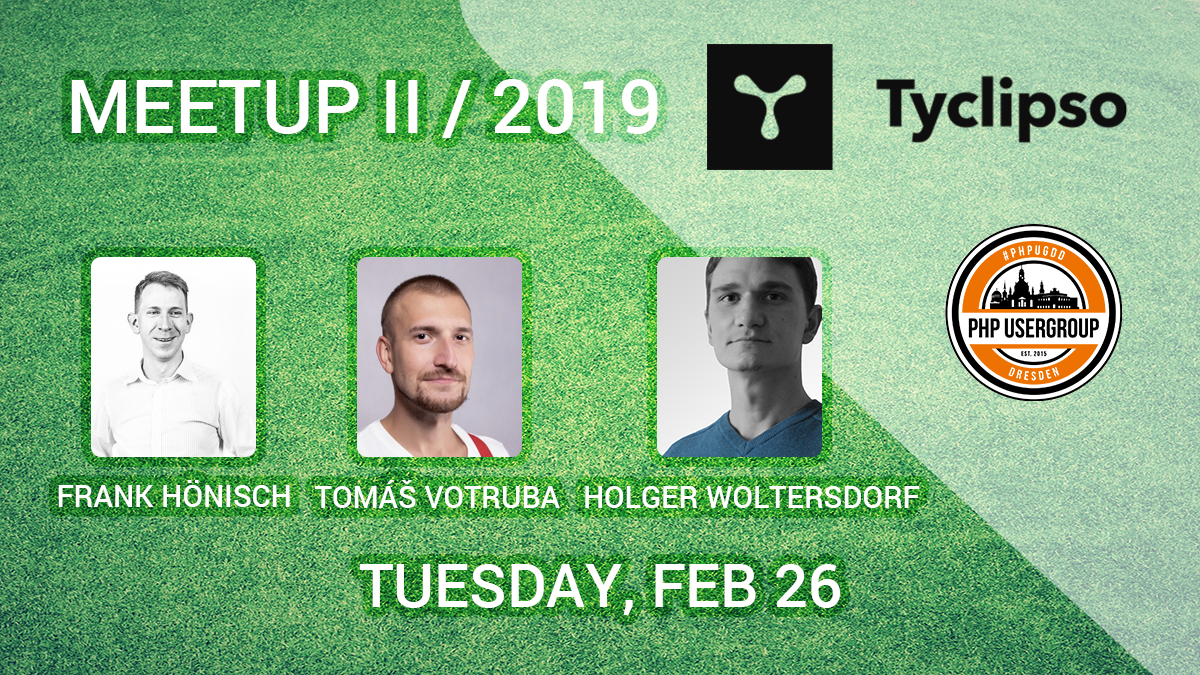 MEETUP II / 2019
Tyclipso
#PHPUGDD
PHP USERGROUP
EST. 2015
DRESDEN
FRANK HÖNISCH
TOMÁŠ VOTRUBA
HOLGER WOLTERSDORF
TUESDAY, FEB 26